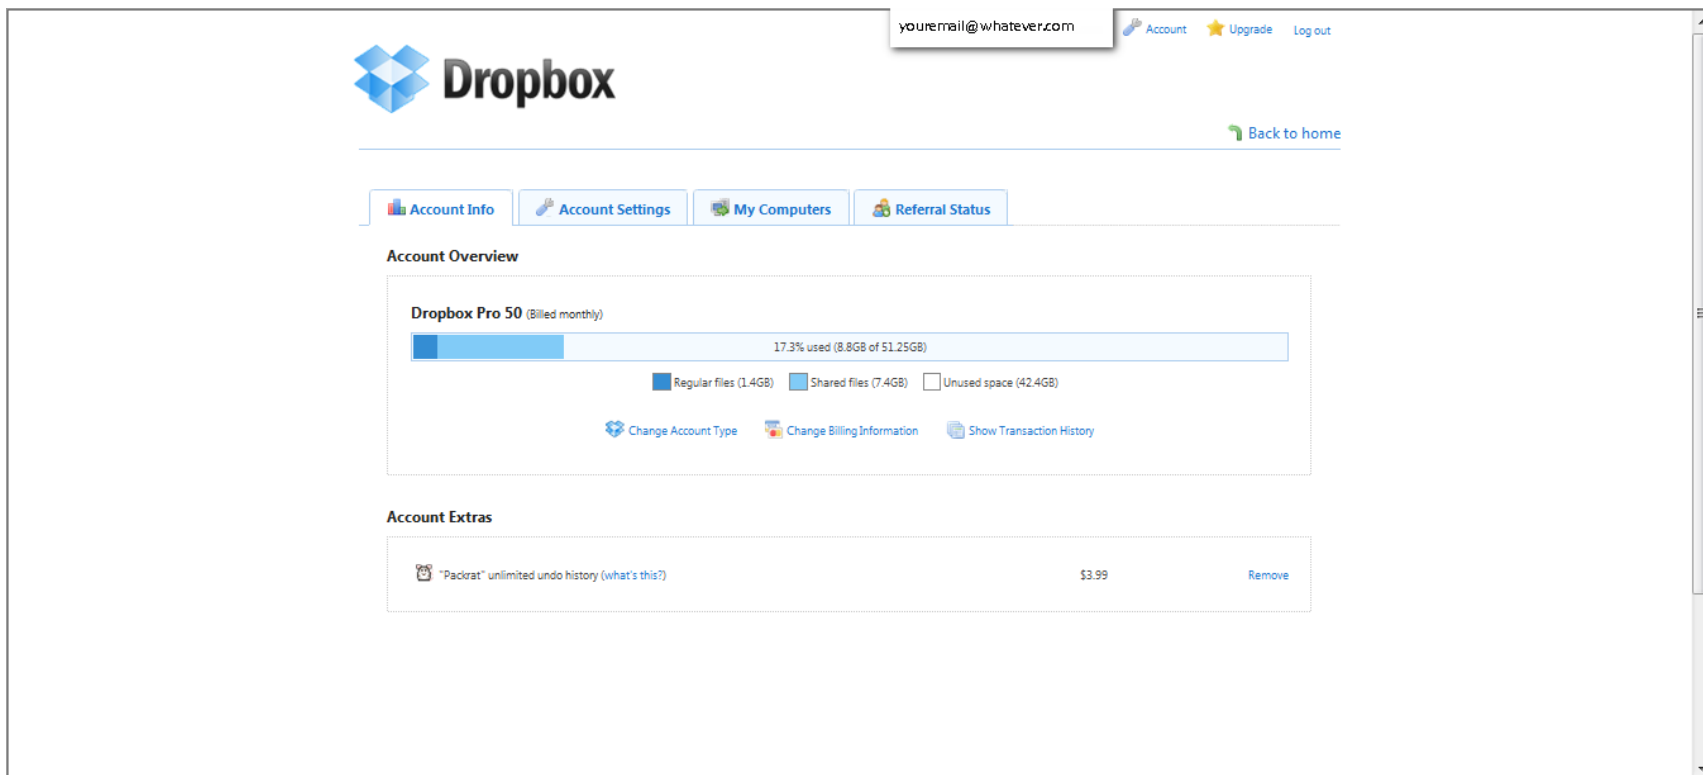 youremail@whatever.com Account Upgrade Log out
Dropbox
Back to home
Account Info Account Settings My Computers Referral Status
Account Overview
Dropbox Pro 50 (Billed monthly)
17.3% used (8.8GB of 51.25GB)
Regular files (1.4GB) Shared files (7.4GB) Unused space (42.4GB)
Change Account Type Change Billing Information Show Transaction History
Account Extras
"Packrat" unlimited undo history (what's this?) $3.99 Remove